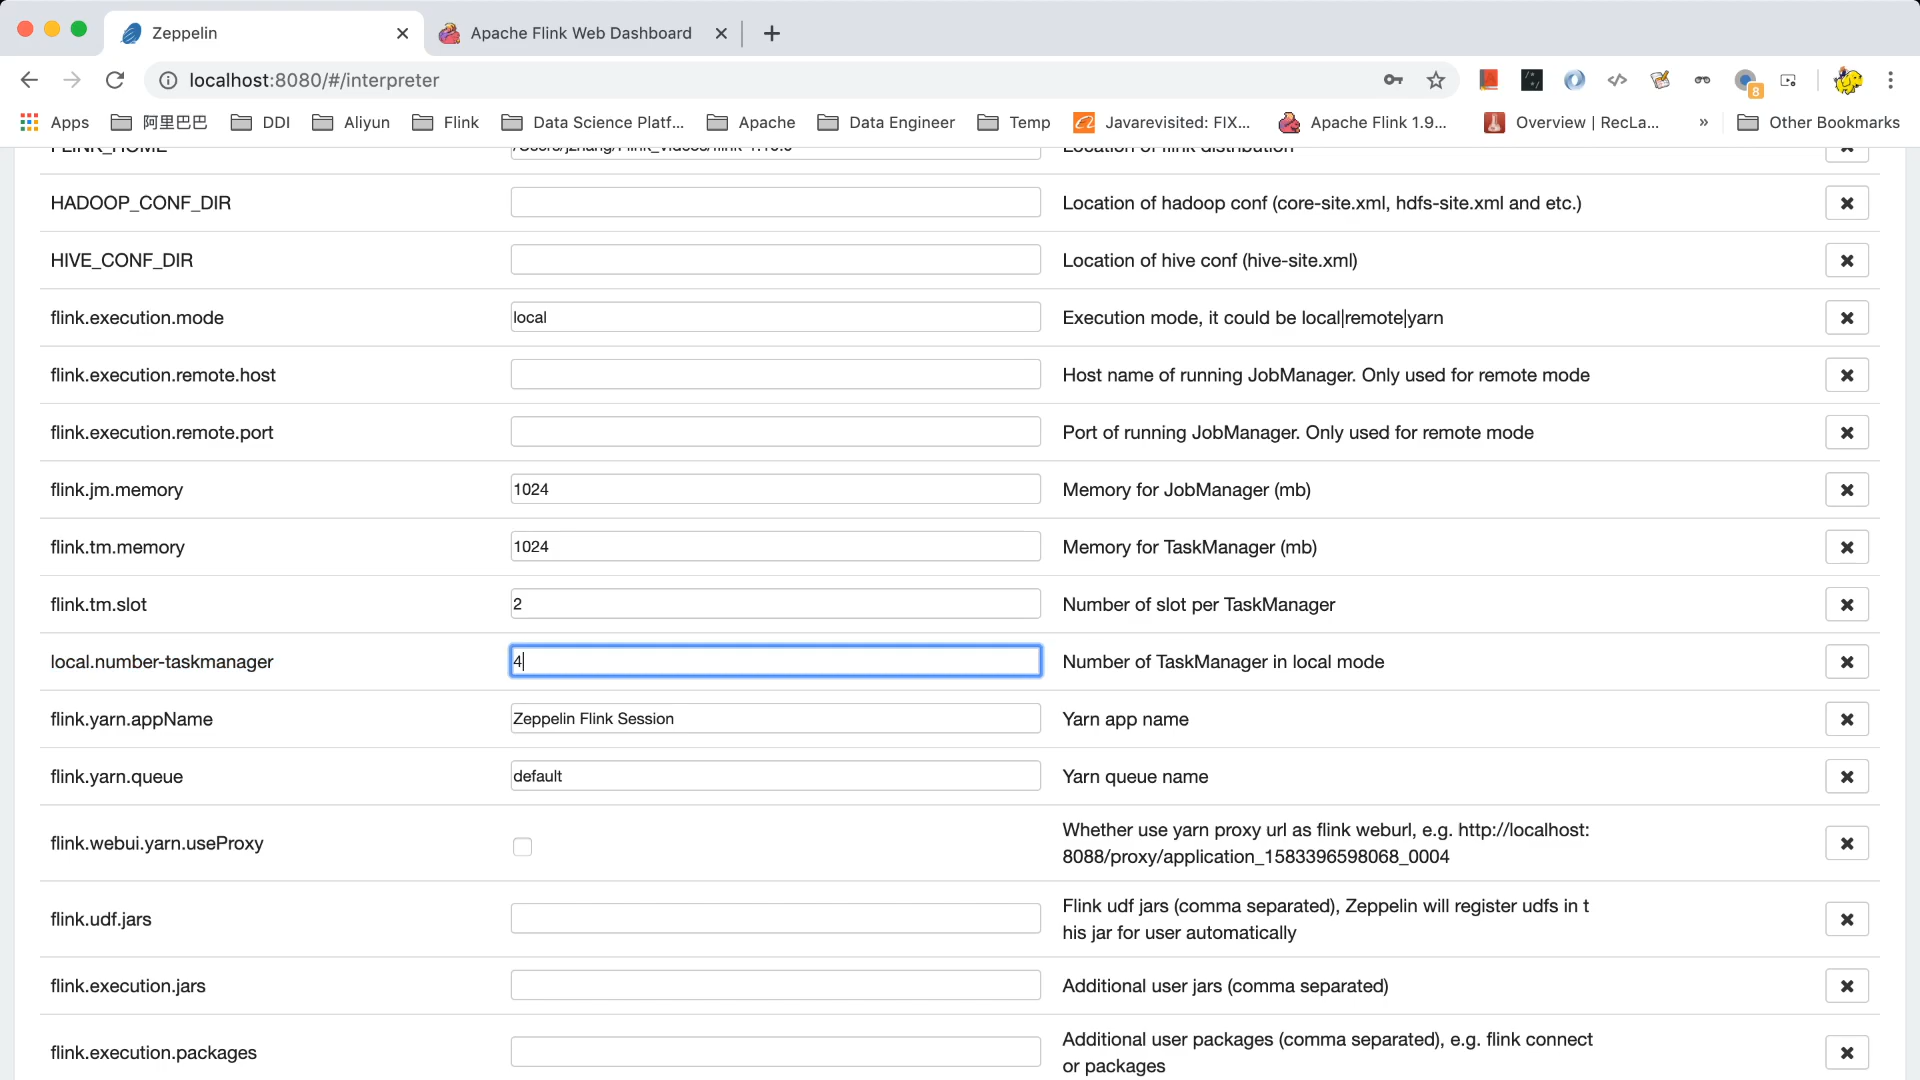 Zeppelin
Apache Flink Web Dashboard
localhost:8080/#/interpreter
8
Apps
阿里巴巴
DDI
Aliyun
Flink
Data Science Platf...
Apache
Data Engineer
Temp
Javarevisited: FIX...
Apache Flink 1.9...
Overview | RecLa...
»
Other Bookmarks
FLINK_HOME
Location of flink distribution
HADOOP_CONF_DIR
Location of hadoop conf (core-site.xml, hdfs-site.xml and etc.)
HIVE_CONF_DIR
Location of hive conf (hive-site.xml)
flink.execution.mode
local
Execution mode, it could be local|remote|yarn
flink.execution.remote.host
Host name of running JobManager. Only used for remote mode
flink.execution.remote.port
Port of running JobManager. Only used for remote mode
flink.jm.memory
1024
Memory for JobManager (mb)
flink.tm.memory
1024
Memory for TaskManager (mb)
flink.tm.slot
2
Number of slot per TaskManager
local.number-taskmanager
4
Number of TaskManager in local mode
flink.yarn.appName
Zeppelin Flink Session
Yarn app name
flink.yarn.queue
default
Yarn queue name
flink.webui.yarn.useProxy
Whether use yarn proxy url as flink weburl, e.g. http://localhost:
8088/proxy/application_1583396598068_0004
flink.udf.jars
Flink udf jars (comma separated), Zeppelin will register udfs in t
his jar for user automatically
flink.execution.jars
Additional user jars (comma separated)
flink.execution.packages
Additional user packages (comma separated), e.g. flink connect
or packages